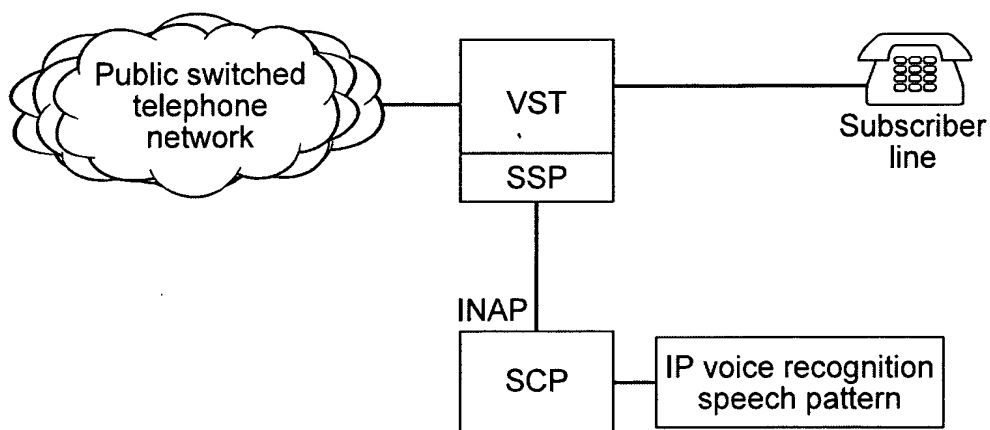 Public switched
telephone
network
VST
SSP
Subscriber
line
INAP
SCP
IP voice recognition
speech pattern